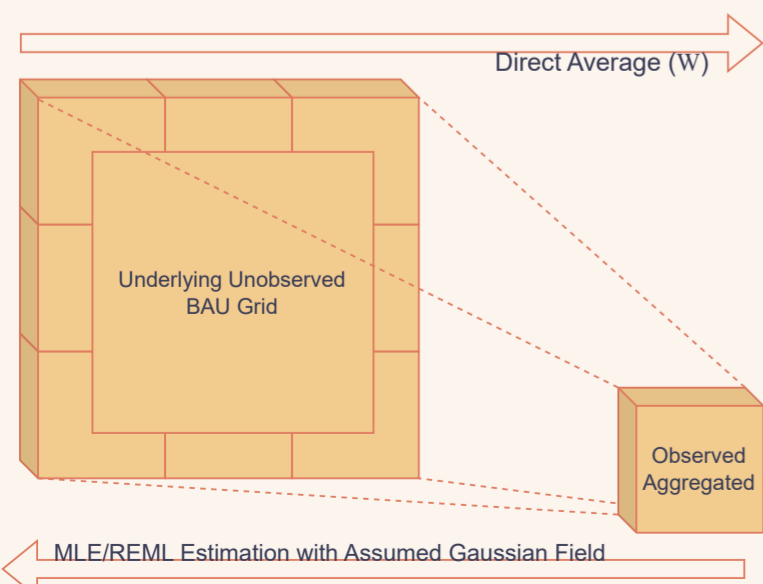 Direct Average (W)
Underlying Unobserved
BAU Grid
Observed
Aggregated
MLE/REML Estimation with Assumed Gaussian Field